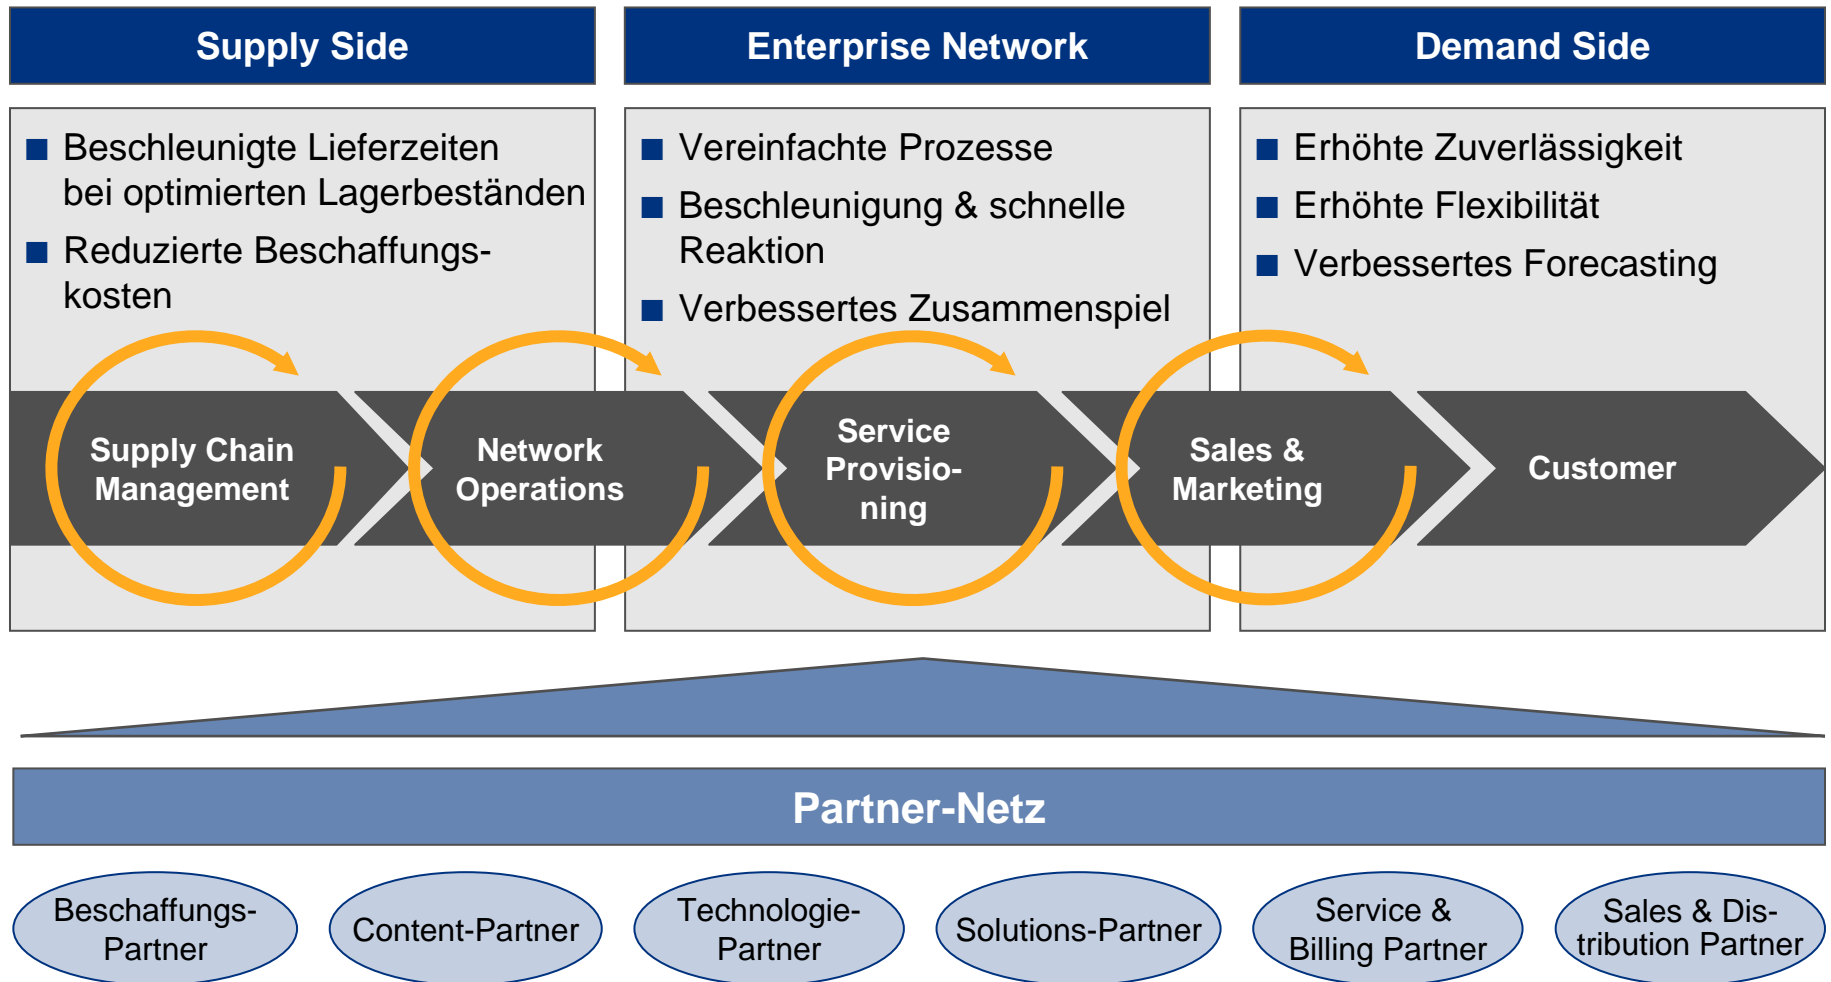 Supply Side
Enterprise Network
Demand Side
Beschleunigte Lieferzeiten
bei optimierten Lagerbeständen
Reduzierte Beschaffungs-
kosten
Vereinfachte Prozesse
Beschleunigung & schnelle
Reaktion
Verbessertes Zusammenspiel
Erhöhte Zuverlässigkeit
Erhöhte Flexibilität
Verbessertes Forecasting
Supply Chain
Management
Network
Operations
Service
Provisio-
ning
Sales &
Marketing
Customer
Partner-Netz
Beschaffungs-
Partner
Content-Partner
Technologie-
Partner
Solutions-Partner
Service &
Billing Partner
Sales & Dis-
tribution Partner